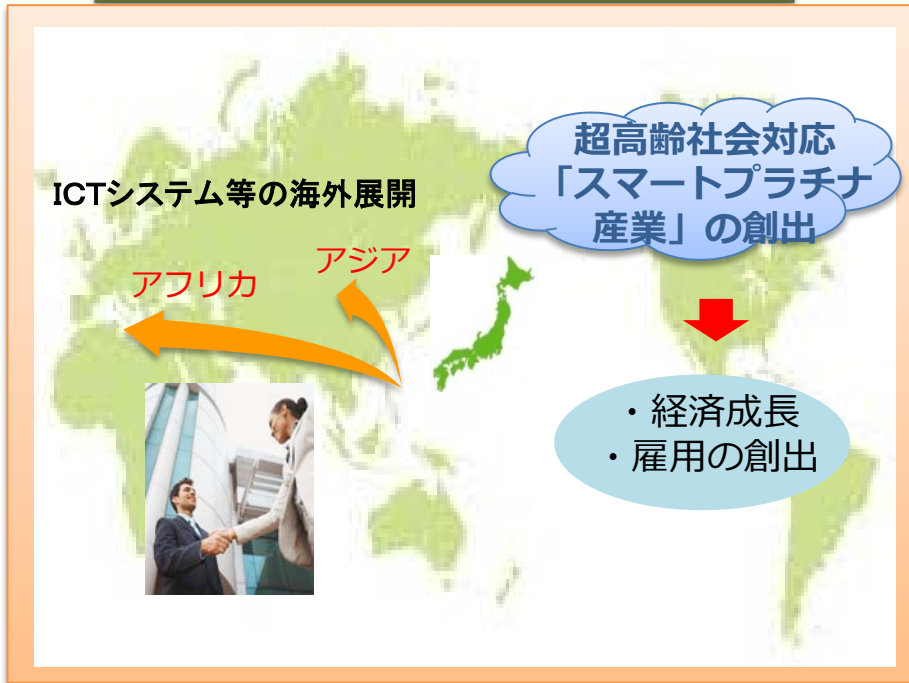 超高齢社会対応
「スマートプラチナ
産業」の創出
ICTシステム等の海外展開
アジア
アフリカ
・経済成長
・雇用の創出